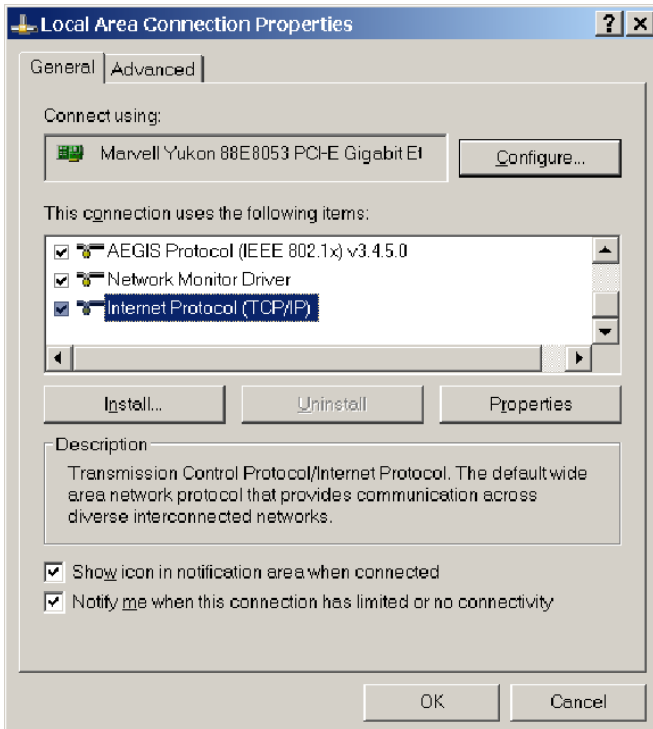 Local Area Connection Properties
General
Advanced
Connect using:
Marvell Yukon 88E8053 PCI-E Gigabit Et
Configure...
This connection uses the following items:
AEGIS Protocol (IEEE 802.1x) v3.4.5.0
Network Monitor Driver
Internet Protocol (TCP/IP)
Install...
Uninstall
Properties
Description
Transmission Control Protocol/Internet Protocol. The default wide
area network protocol that provides communication across
diverse interconnected networks.
Show icon in notification area when connected
Notify me when this connection has limited or no connectivity
OK
Cancel